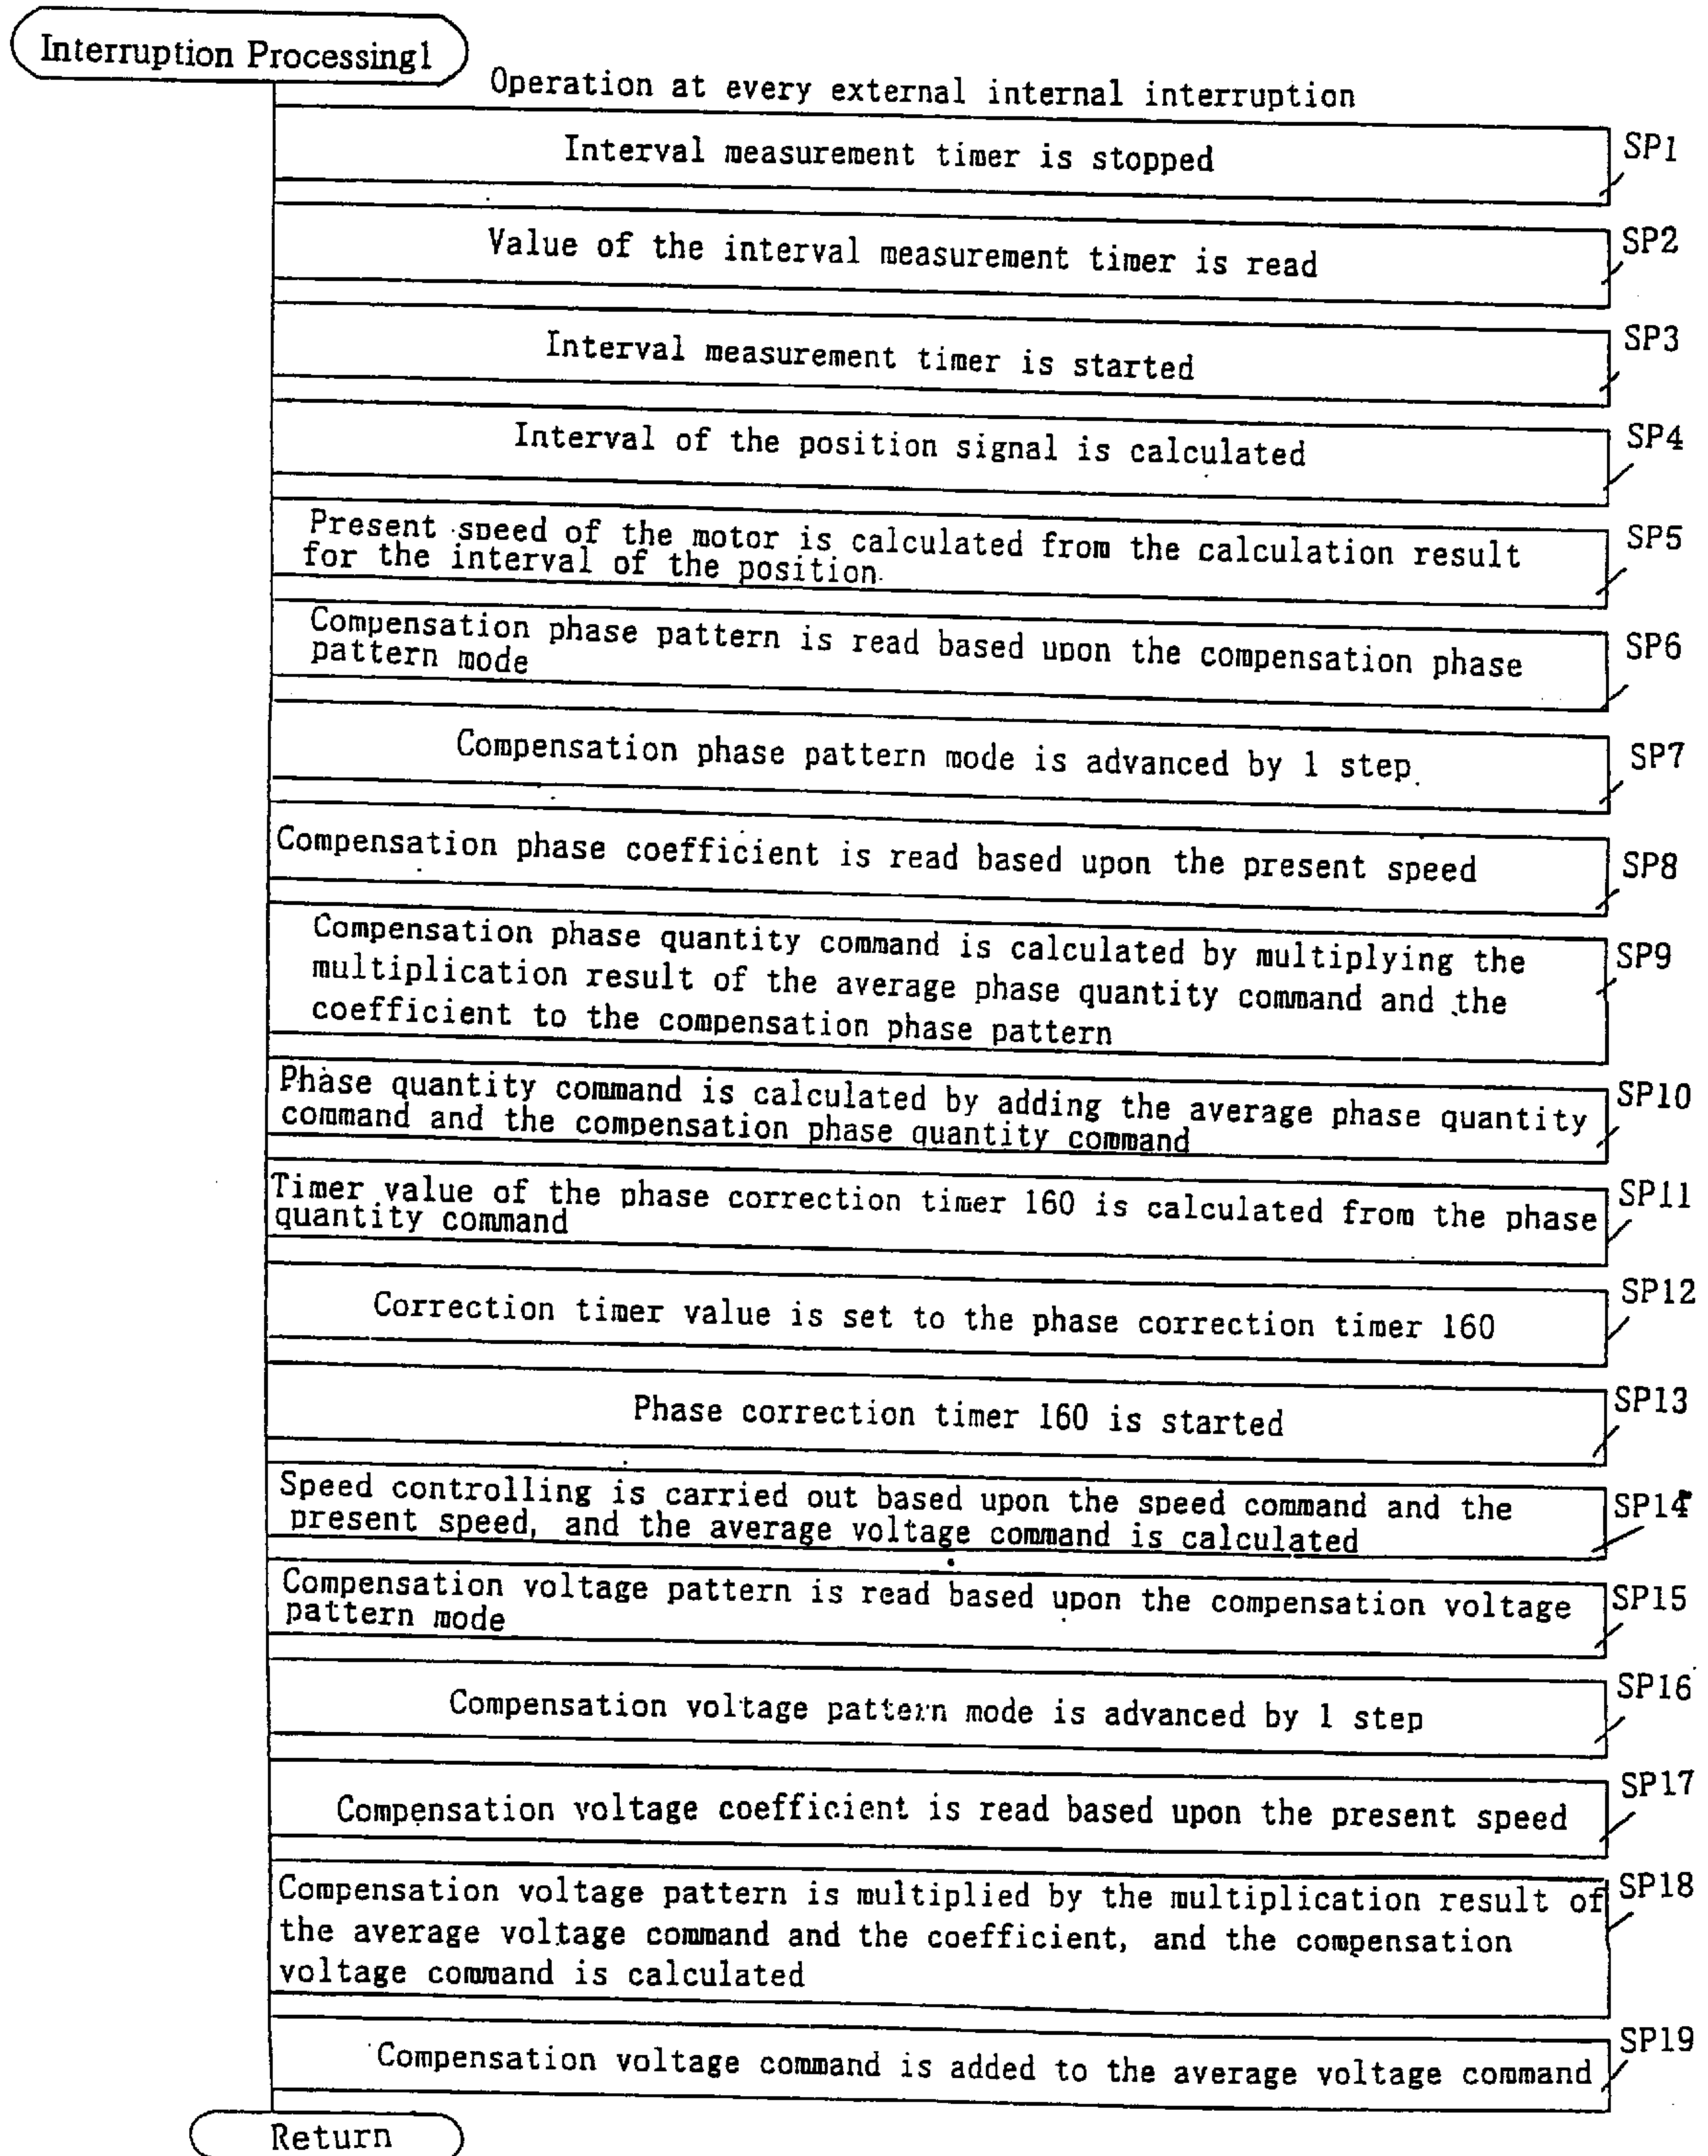 Interruption Processing1
Operation at every external internal interruption
Interval measurement timer is stopped
SP1
Value of the interval measurement timer is read
SP2
Interval measurement timer is started
SP3
Interval of the position signal is calculated
SP4
Present speed of the motor is calculated from the calculation result
for the interval of the position.
SP5
Compensation phase pattern is read based upon the compensation phase
pattern mode
SP6
Compensation phase pattern mode is advanced by 1 step.
SP7
Compensation phase coefficient is read based upon the present speed
SP8
Compensation phase quantity command is calculated by multiplying the
multiplication result of the average phase quantity command and the
coefficient to the compensation phase pattern
SP9
Phase quantity command is calculated by adding the average phase quantity
command and the compensation phase quantity command
SP10
Timer value of the phase correction timer 160 is calculated from the phase
quantity command
SP11
Correction timer value is set to the phase correction timer 160
SP12
Phase correction timer 160 is started
SP13
Speed controlling is carried out based upon the speed command and the
present speed, and the average voltage command is calculated
SP14
Compensation voltage pattern is read based upon the compensation voltage
pattern mode
SP15
Compensation voltage pattern mode is advanced by 1 step
SP16
Compensation voltage coefficient is read based upon the present speed
SP17
Compensation voltage pattern is multiplied by the multiplication result of
the average voltage command and the coefficient, and the compensation
voltage command is calculated
SP18
Compensation voltage command is added to the average voltage command
SP19
Return